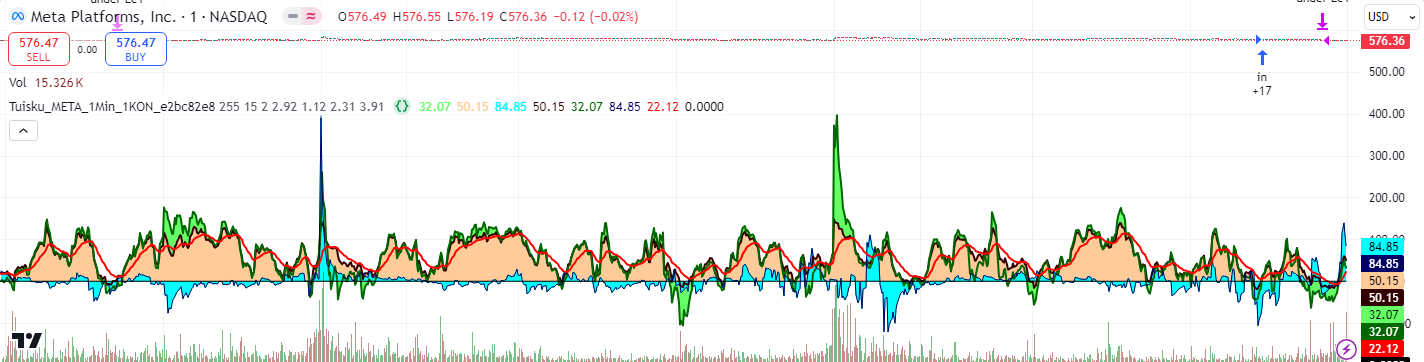 Meta Platforms, Inc. · 1 · NASDAQ O576.49 H576.55 L576.19 C576.36 −0.12 (−0.02%)
USD
576.47 SELL
0.00
576.47 BUY
576.36
Vol 15.326 K
500.00
in
+17
Tuisku_META_1Min_1KON_e2bc82e8 255 15 2 2.92 1.12 2.31 3.91 {} 32.07 50.15 84.85 50.15 32.07 84.85 22.12 0.0000
400.00
300.00
200.00
84.85
84.85
50.15
50.15
32.07
32.07
22.12